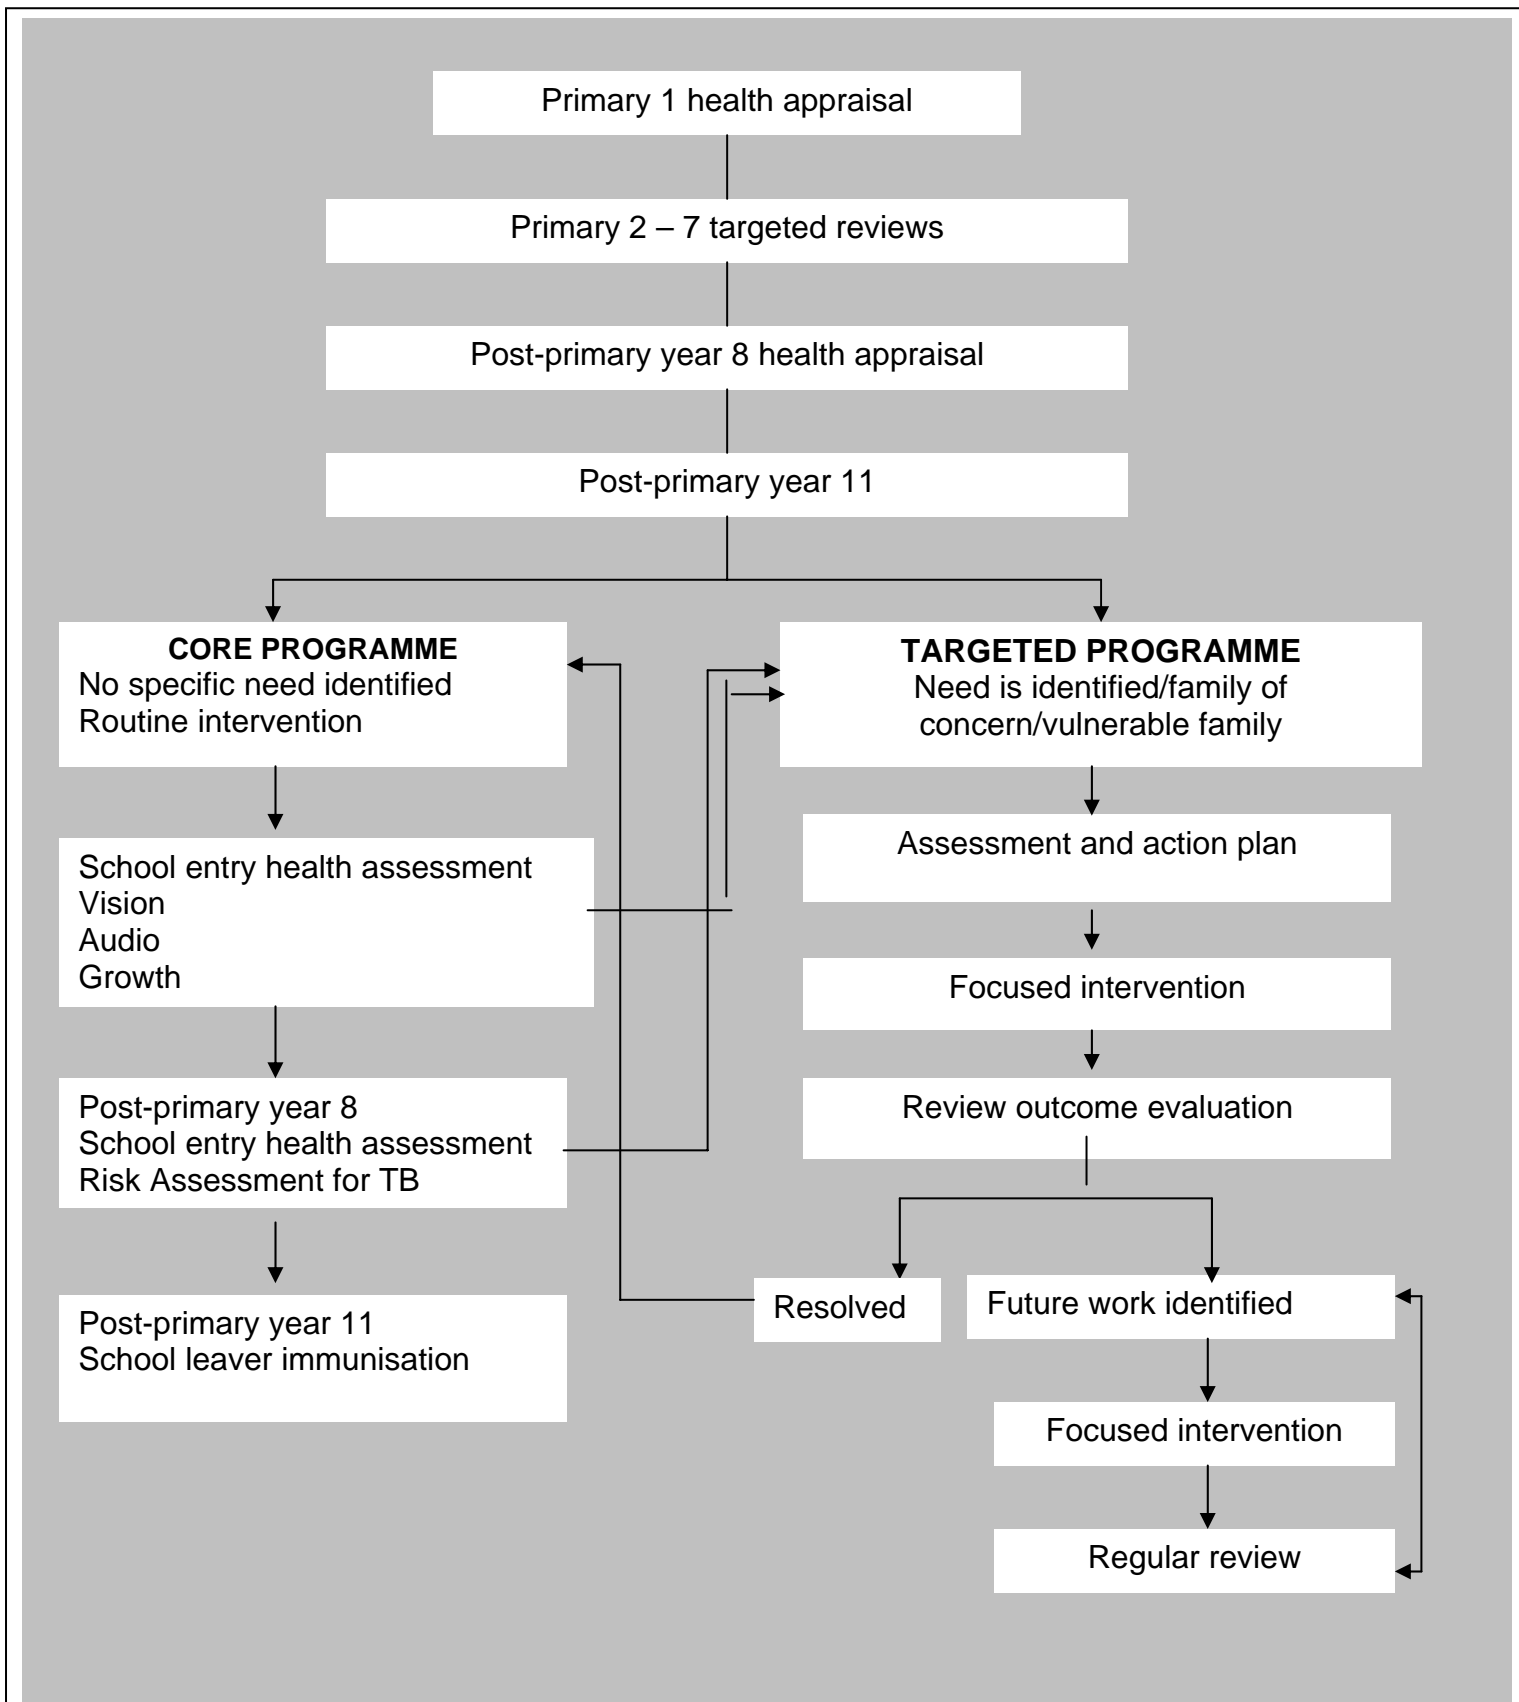 Primary 1 health appraisal
Primary 2 – 7 targeted reviews
Post-primary year 8 health appraisal
Post-primary year 11
CORE PROGRAMME
No specific need identified
Routine intervention
School entry health assessment
Vision
Audio
Growth
Post-primary year 8
School entry health assessment
Risk Assessment for TB
Post-primary year 11
School leaver immunisation
TARGETED PROGRAMME
Need is identified/family of
concern/vulnerable family
Assessment and action plan
Focused intervention
Review outcome evaluation
Resolved
Future work identified
Focused intervention
Regular review